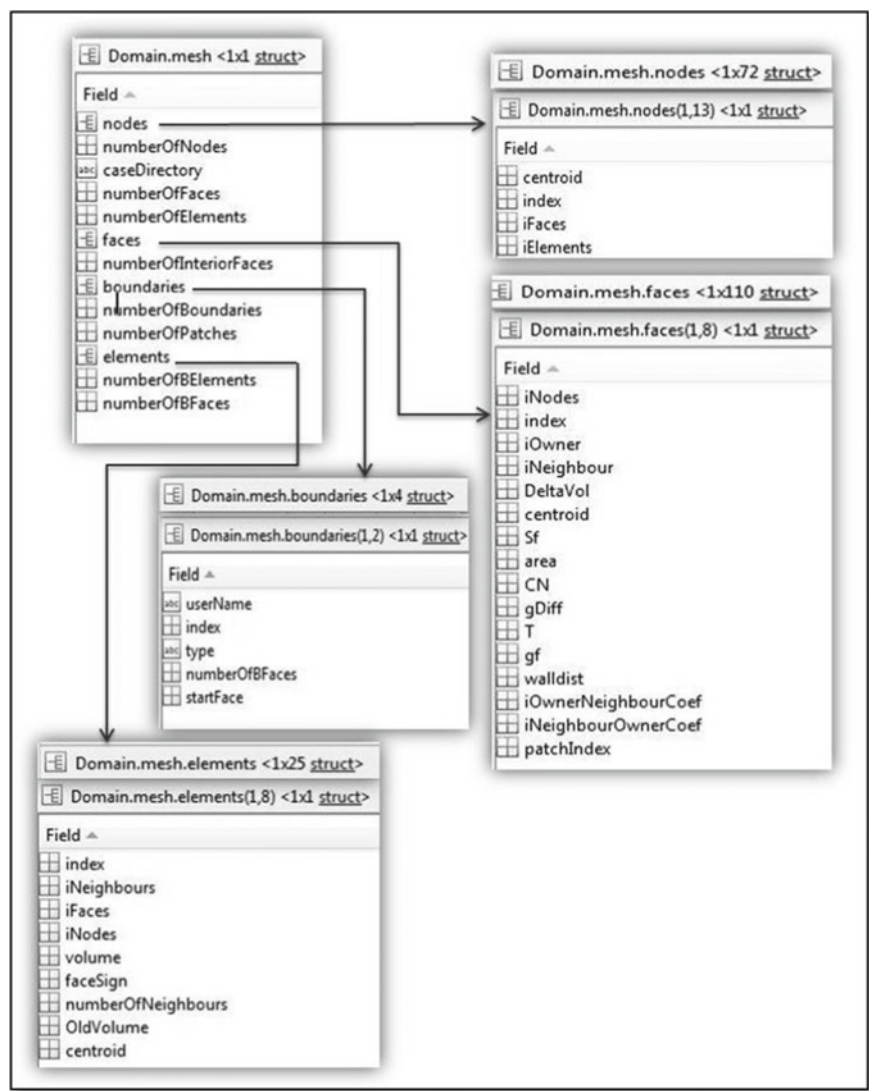 Domain.mesh <1x1 struct>
Field
nodes
numberOfNodes
abc caseDirectory
numberOfFaces
numberOfElements
faces
numberOfInteriorFaces
boundaries
numberOfBoundaries
numberOfPatches
elements
numberOfBElements
numberOfBFaces
Domain.mesh.nodes <1x72 struct>
Domain.mesh.nodes(1,13) <1x1 struct>
Field
centroid
index
iFaces
iElements
Domain.mesh.faces <1x110 struct>
Domain.mesh.faces(1,8) <1x1 struct>
Field
iNodes
index
iOwner
iNeighbour
DeltaVol
centroid
Sf
area
CN
gDiff
T
gf
walldist
iOwnerNeighbourCoef
iNeighbourOwnerCoef
patchIndex
Domain.mesh.boundaries <1x4 struct>
Domain.mesh.boundaries(1,2) <1x1 struct>
Field
abc userName
index
abc type
numberOfBFaces
startFace
Domain.mesh.elements <1x25 struct>
Domain.mesh.elements(1,8) <1x1 struct>
Field
index
iNeighbours
iFaces
iNodes
volume
faceSign
numberOfNeighbours
OldVolume
centroid